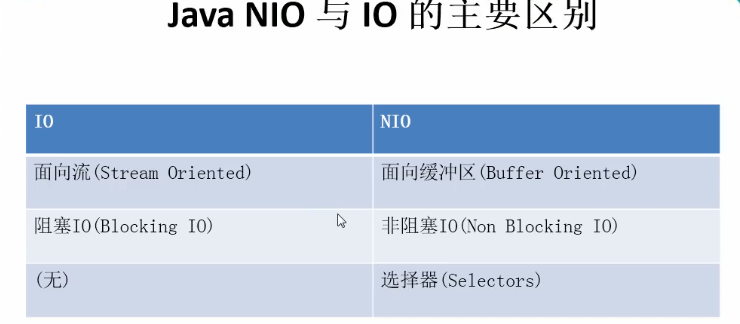 Java NIO 与 IO 的主要区别
IO
NIO
面向流(Stream Oriented)
面向缓冲区(Buffer Oriented)
阻塞IO(Blocking IO)
非阻塞IO(Non Blocking IO)
(无)
选择器(Selectors)